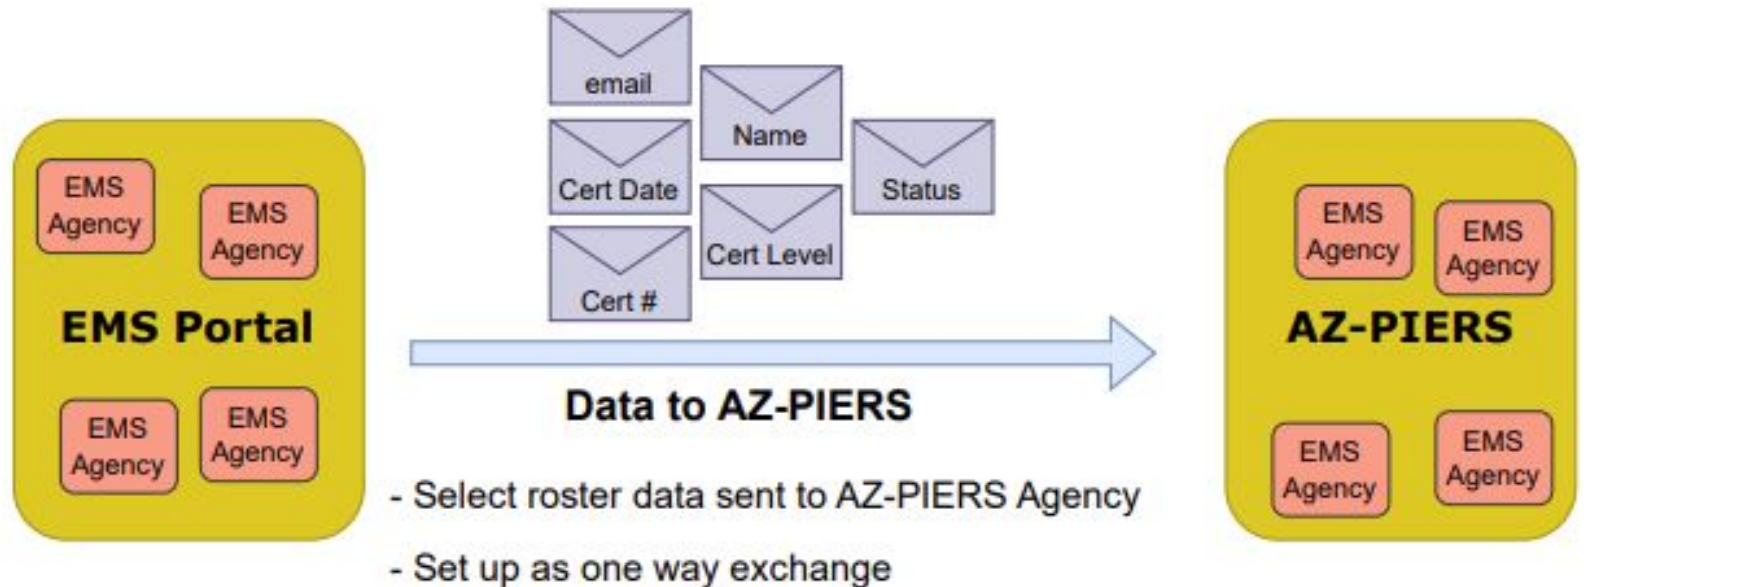 email
Name
Cert Date
Status
Cert Level
Cert #
EMS
Agency
EMS
Agency
EMS Portal
EMS
Agency
EMS
Agency
Data to AZ-PIERS
- Select roster data sent to AZ-PIERS Agency
- Set up as one way exchange
EMS
Agency
EMS
Agency
AZ-PIERS
EMS
Agency
EMS
Agency